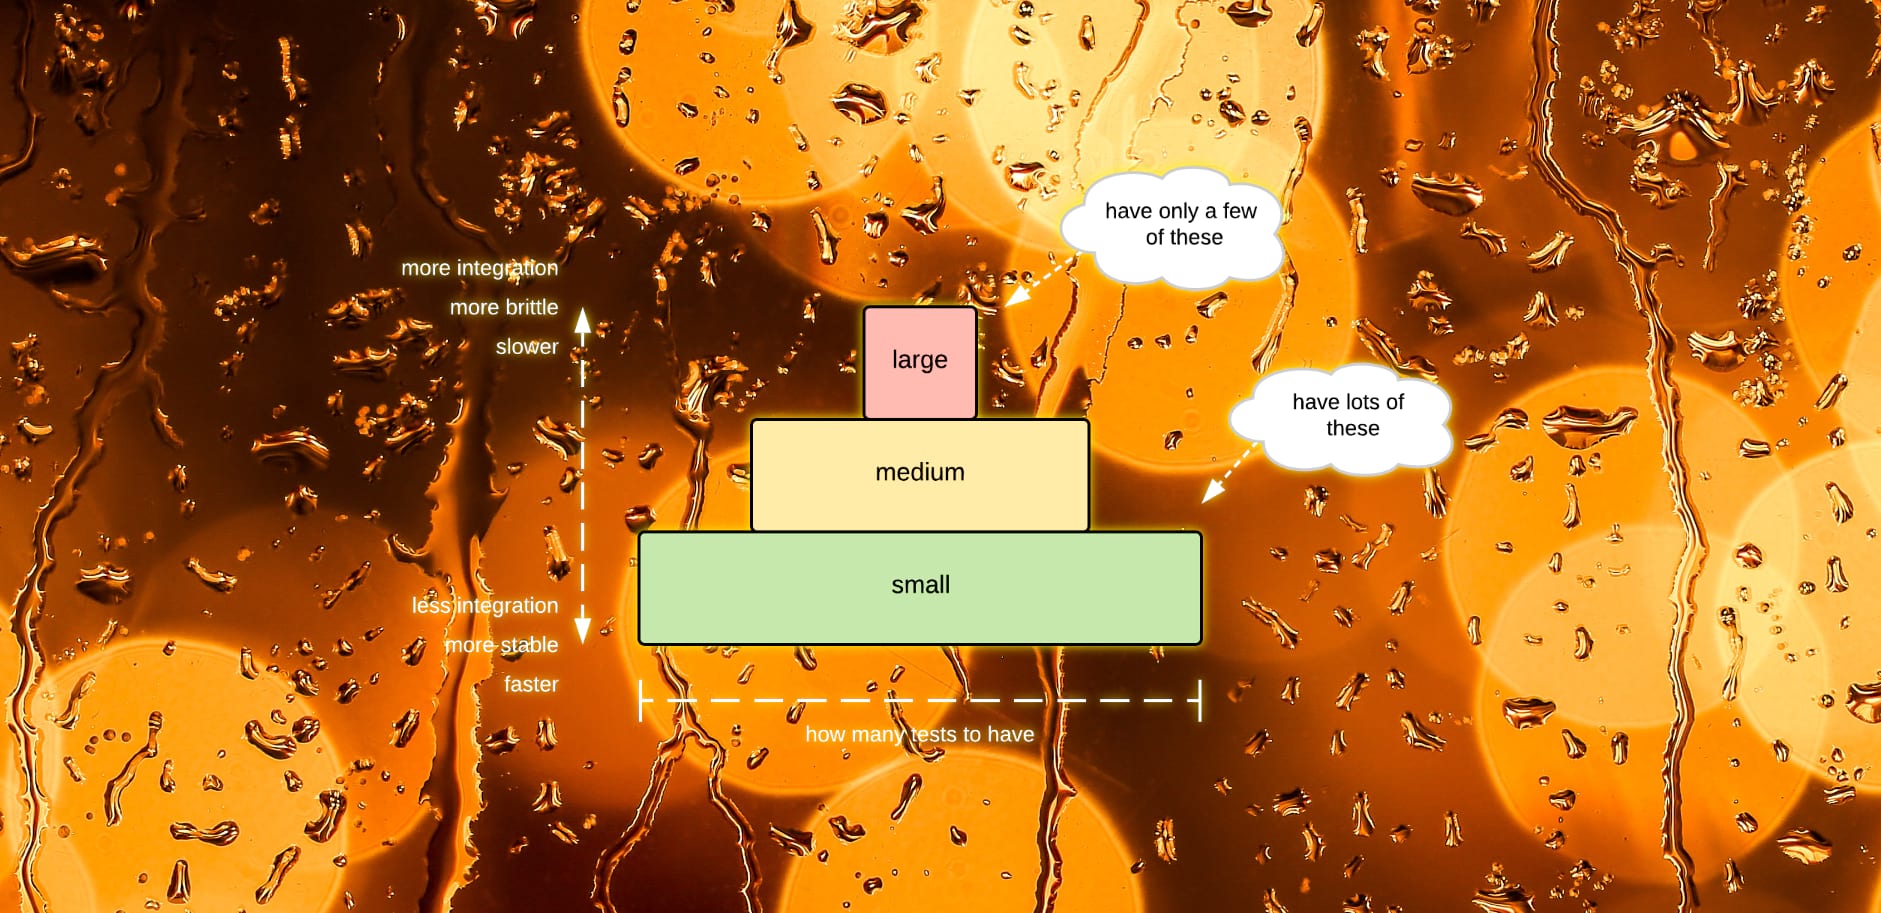 have only a few
of these
more integration
more brittle
slower
large
have lots of
these
medium
small
less integration
more stable
faster
how many tests to have